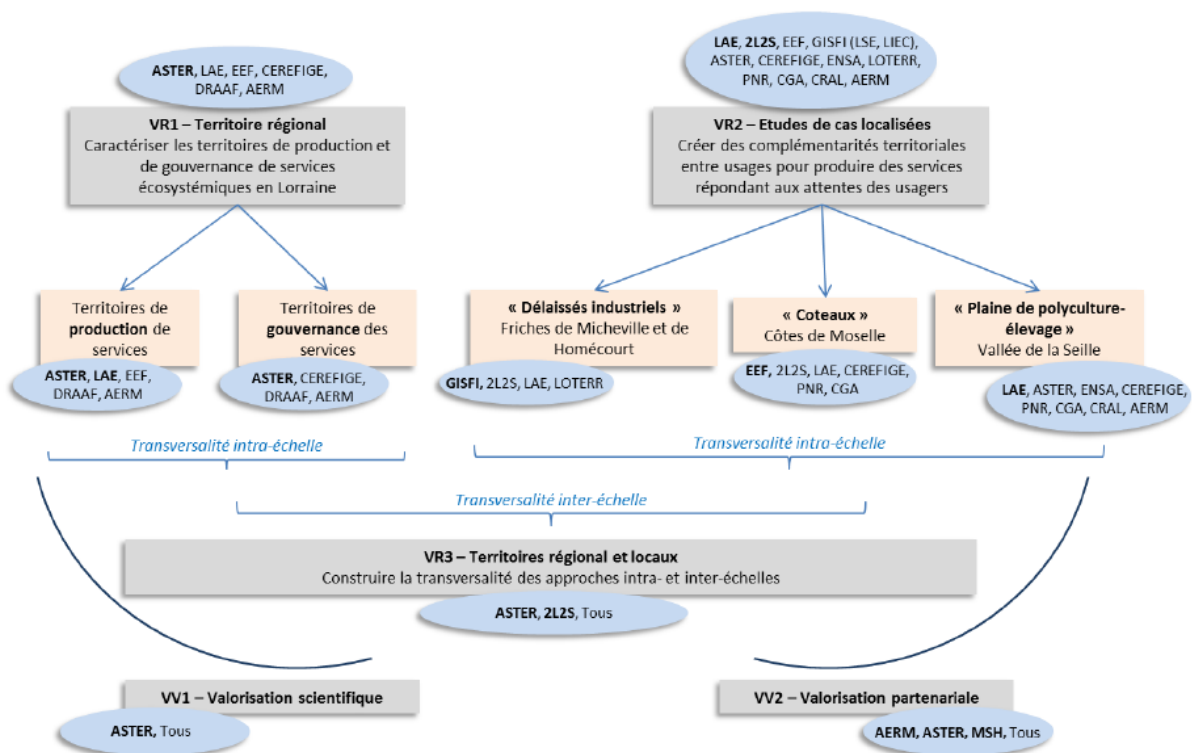 ASTER, LAE, EEF, CEREFIGE,
DRAAF, AERM
VR1 – Territoire régional
Caractériser les territoires de production et
de gouvernance de services
écosystémiques en Lorraine
LAE, 2L2S, EEF, GISFI (LSE, LIEC),
ASTER, CEREFIGE, ENSA, LOTERR,
PNR, CGA, CRAL, AERM
VR2 – Etudes de cas localisées
Créer des complémentarités territoriales
entre usages pour produire des services
répondant aux attentes des usagers
Territoires de
production de
services
ASTER, LAE, EEF,
DRAAF, AERM
Territoires de
gouvernance des
services
ASTER, CEREFIGE,
DRAAF, AERM
« Délaissés industriels »
Friches de Micheville et de
Homécourt
GISFI, 2L2S, LAE, LOTERR
« Coteaux »
Côtes de Moselle
EEF, 2L2S, LAE, CEREFIGE,
PNR, CGA
« Plaine de polyculture-
élevage »
Vallée de la Seille
LAE, ASTER, ENSA, CEREFIGE,
PNR, CGA, CRAL, AERM
Transversalité intra-échelle
Transversalité intra-échelle
Transversalité inter-échelle
VR3 – Territoires régional et locaux
Construire la transversalité des approches intra- et inter-échelles
ASTER, 2L2S, Tous
VV1 – Valorisation scientifique
ASTER, Tous
VV2 – Valorisation partenariale
AERM, ASTER, MSH, Tous